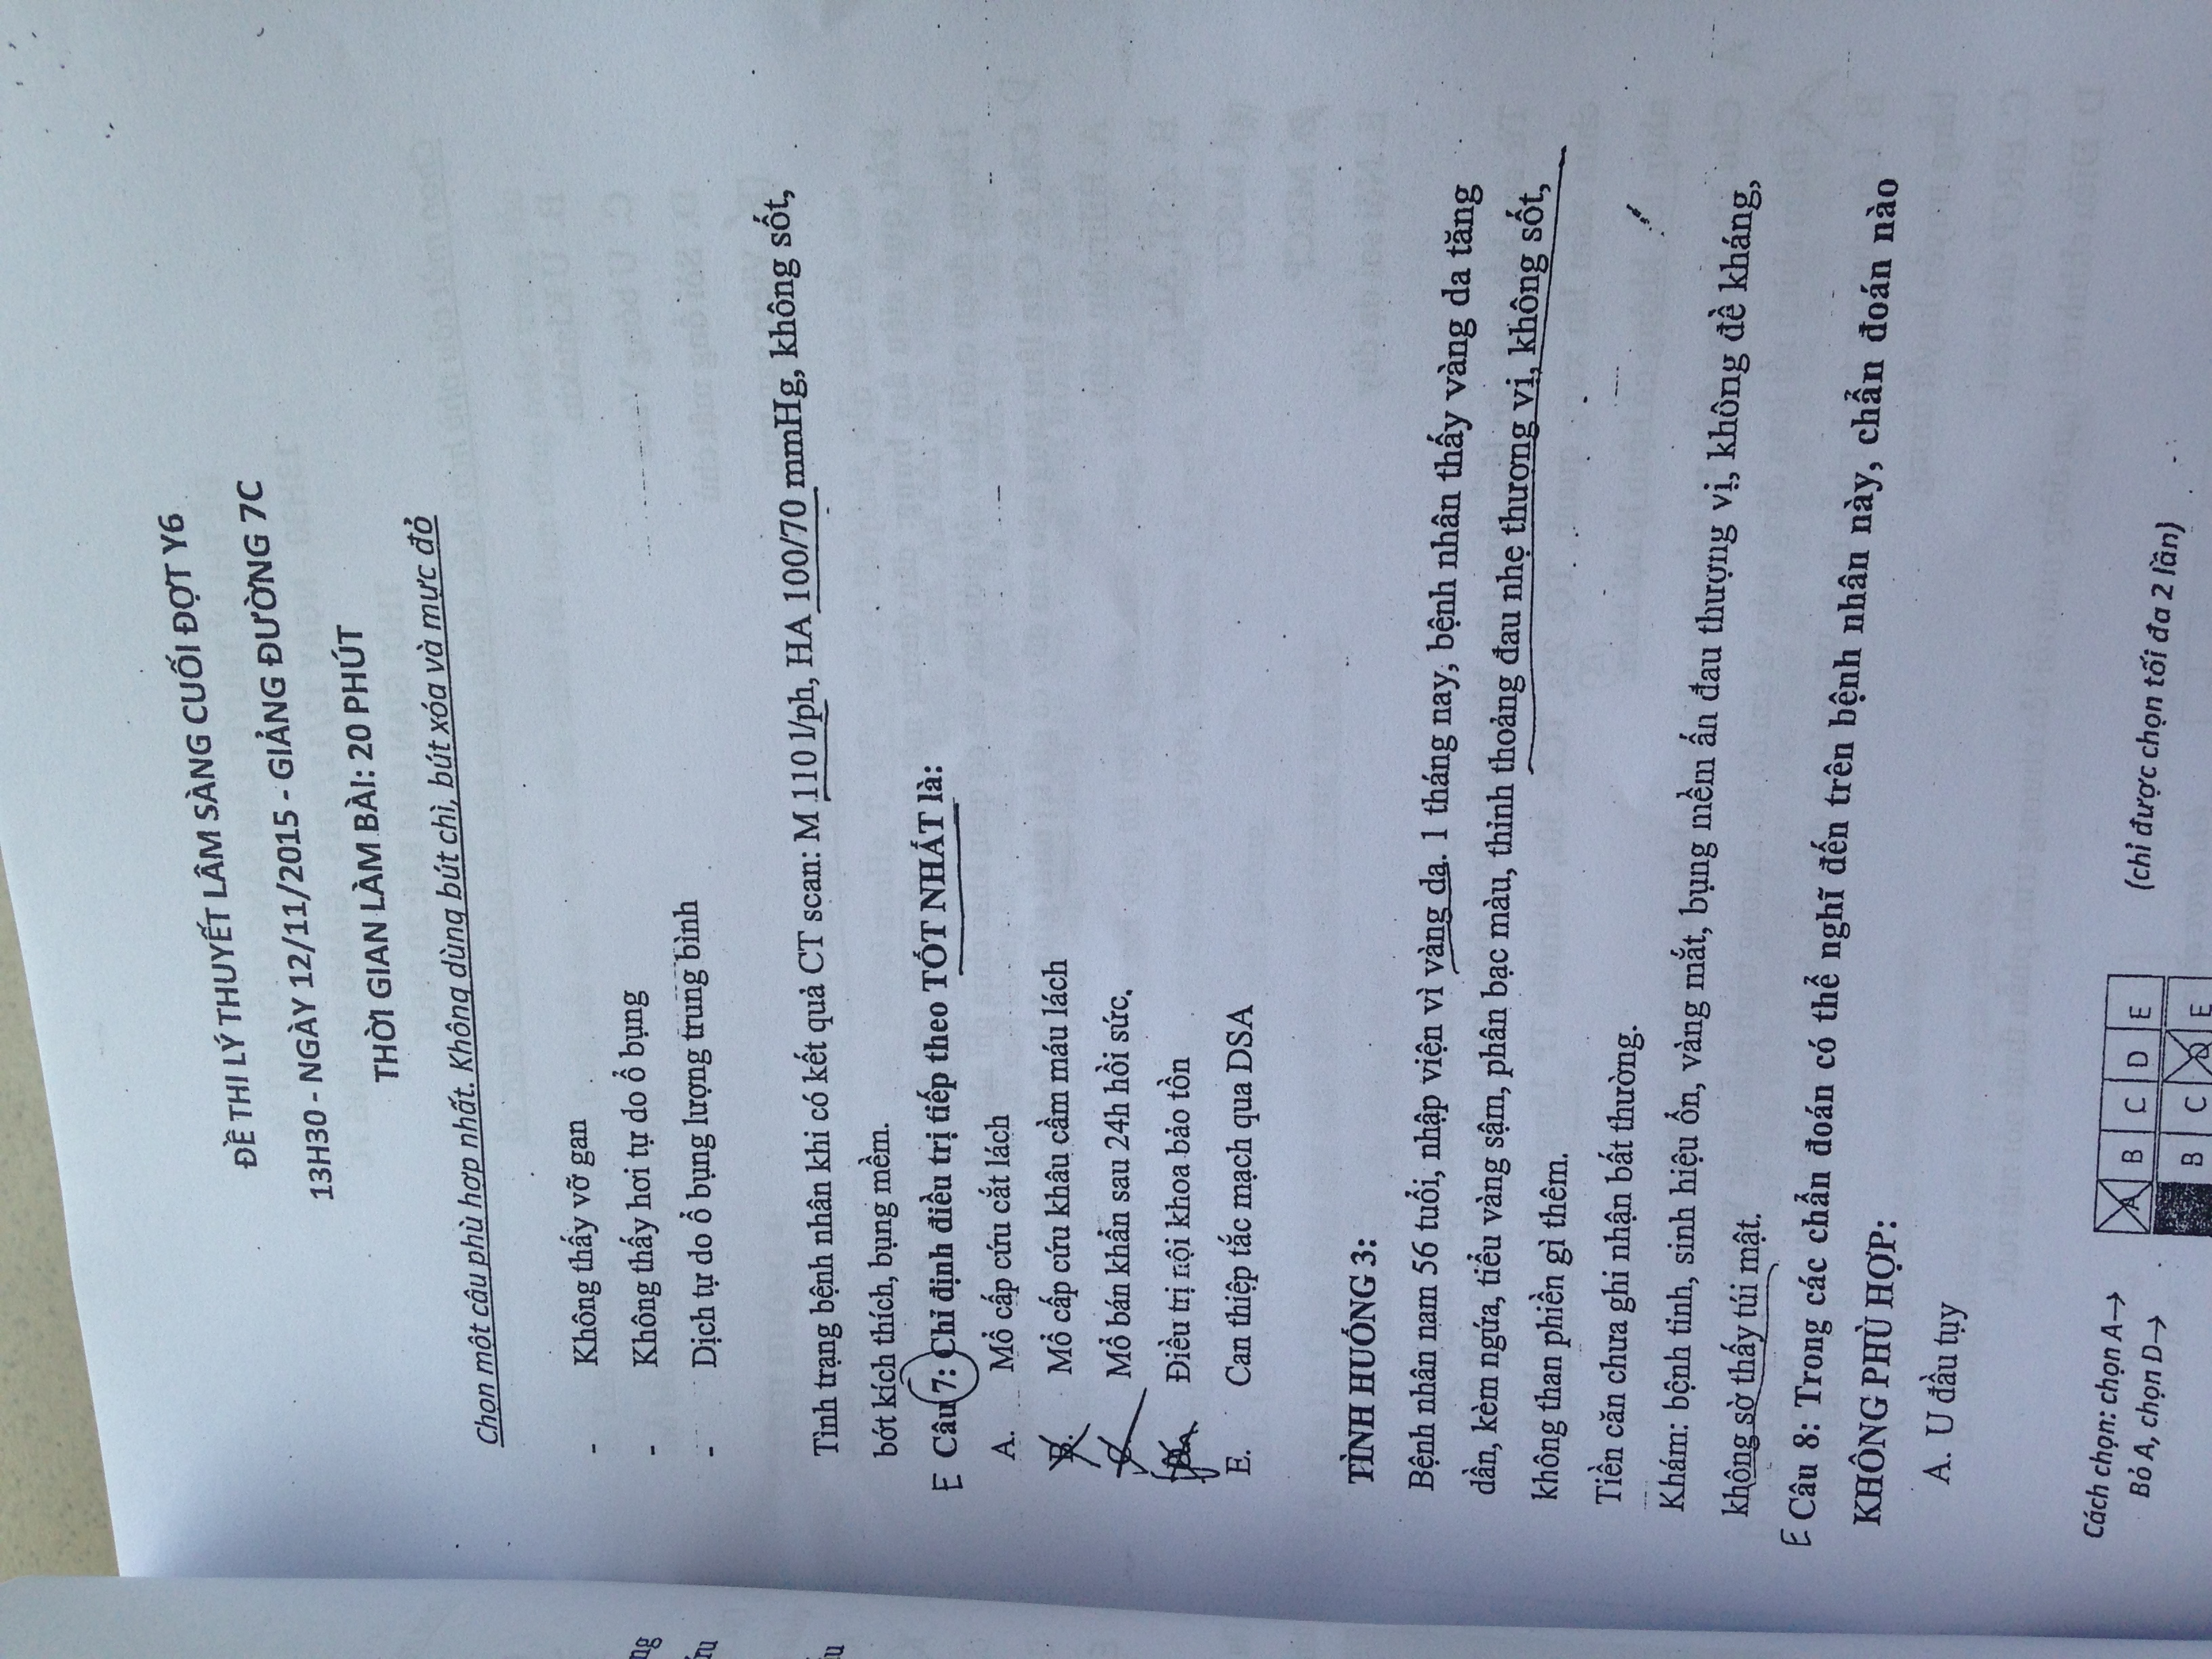 ĐỀ THI LÝ THUYẾT LÂM SÀNG CUỐI ĐỢT Y6
13H30 - NGÀY 12/11/2015 - GIẢNG ĐƯỜNG 7C
THỜI GIAN LÀM BÀI: 20 PHÚT
Chọn một câu phù hợp nhất. Không dùng bút chì, bút xóa và mực đỏ
- Không thấy vỡ gan
- Không thấy hơi tự do ổ bụng
- Dịch tự do ổ bụng lượng trung bình
Tình trạng bệnh nhân khi có kết quả CT scan: M 110 l/ph, HA 100/70 mmHg, không sốt,
bớt kích thích, bụng mềm.
E Câu 7: Chỉ định điều trị tiếp theo TỐT NHẤT là:
A. Mổ cấp cứu cắt lách
B. Mổ cấp cứu khâu cầm máu lách
C. Mổ bán khẩn sau 24h hồi sức.
D. Điều trị nội khoa bảo tồn
E. Can thiệp tắc mạch qua DSA
TÌNH HUỐNG 3:
Bệnh nhân nam 56 tuổi, nhập viện vì vàng da. 1 tháng nay, bệnh nhân thấy vàng da tăng
dần, kèm ngứa, tiểu vàng sậm, phân bạc màu, thỉnh thoảng đau nhẹ thương vị, không sốt,
không than phiền gì thêm.
Tiền căn chưa ghi nhận bất thường.
Khám: bệnh tỉnh, sinh hiệu ổn, vàng mắt, bụng mềm ấn đau thượng vị, không đề kháng,
không sờ thấy túi mật.
E Câu 8: Trong các chẩn đoán có thể nghĩ đến trên bệnh nhân này, chẩn đoán nào
KHÔNG PHÙ HỢP:
A. U đầu tụy
Cách chọn: chọn A→ A B C D E (chỉ được chọn tối đa 2 lần)
Bỏ A, chọn D→ B C D E